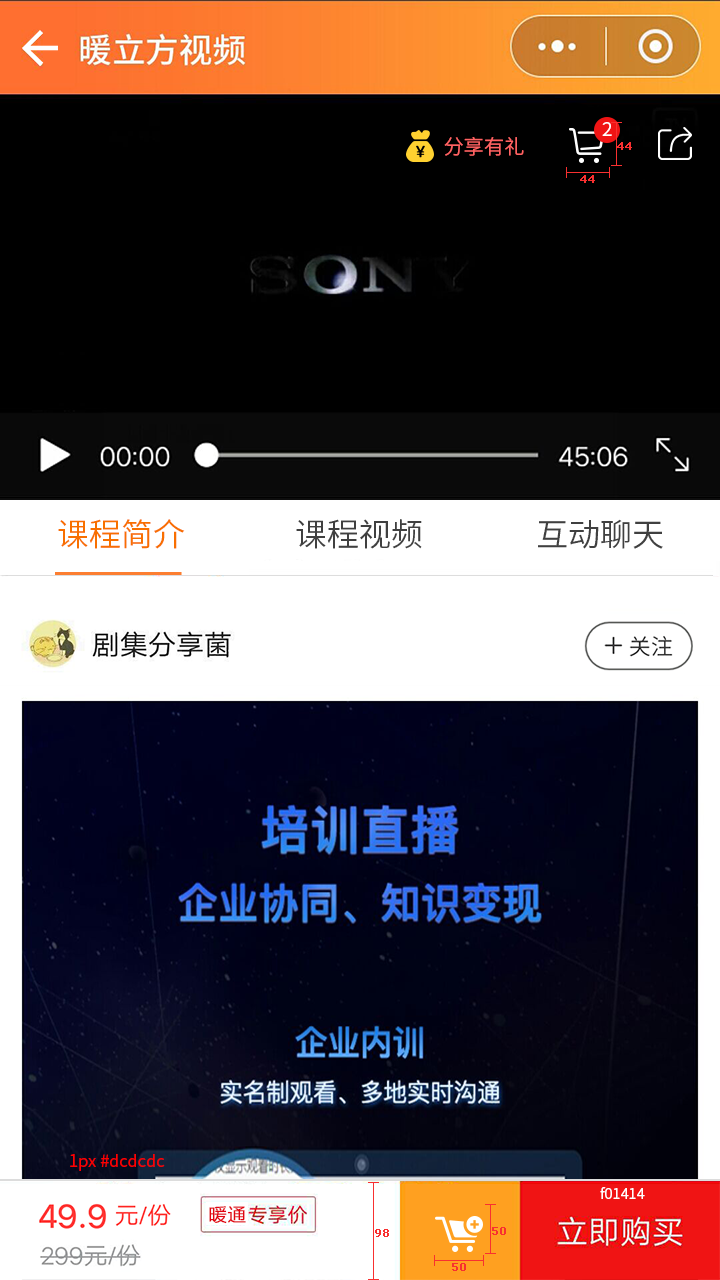 暖立方视频
分享有礼
2
44
44
SONY
00:00
45:06
课程简介
课程视频
互动聊天
剧集分享菌
+ 关注
培训直播
企业协同、知识变现
企业内训
实名制观看、多地实时沟通
1px #dcdcdc
49.9 元/份
暖通专享价
299元/份
98
50
50
f01414
立即购买